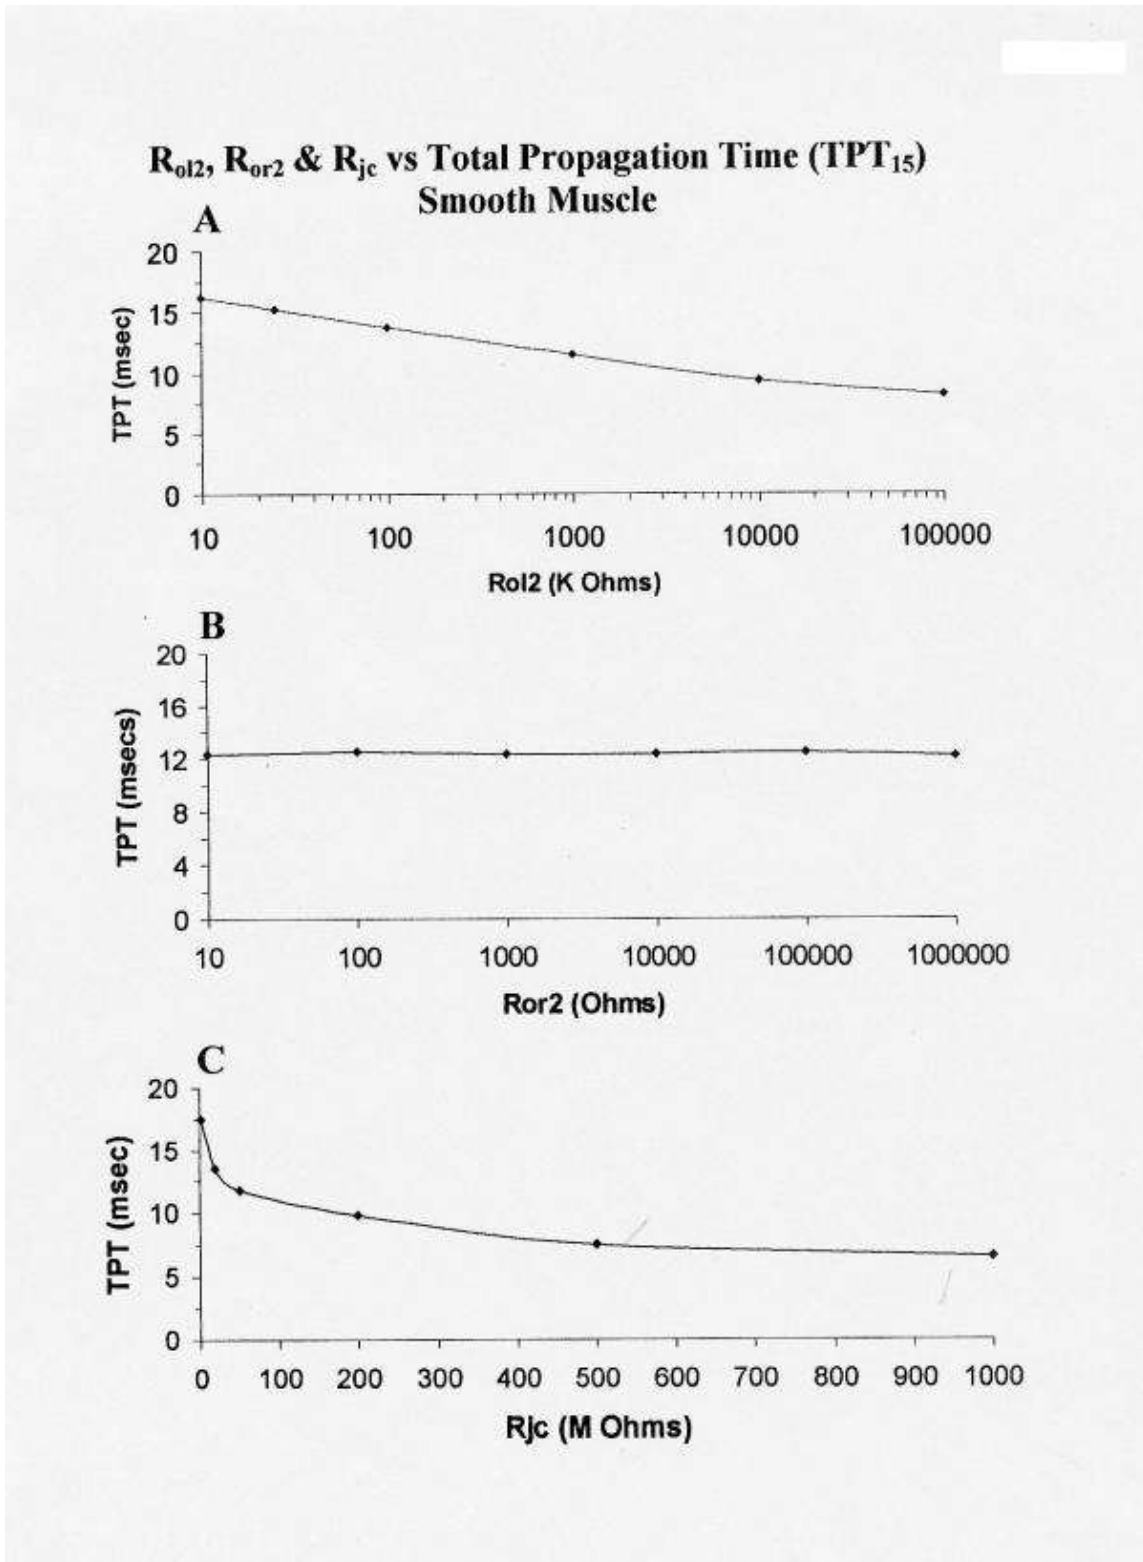 Rol2, Ror2 & Rjc vs Total Propagation Time (TPT15)
Smooth Muscle
A
20
15
10
5
0
TPT (msec)
10 100 1000 10000 100000
Rol2 (K Ohms)
B
20
16
12
8
4
0
TPT (msecs)
10 100 1000 10000 100000 1000000
Ror2 (Ohms)
C
20
15
10
5
0
TPT (msec)
0 100 200 300 400 500 600 700 800 900 1000
Rjc (M Ohms)